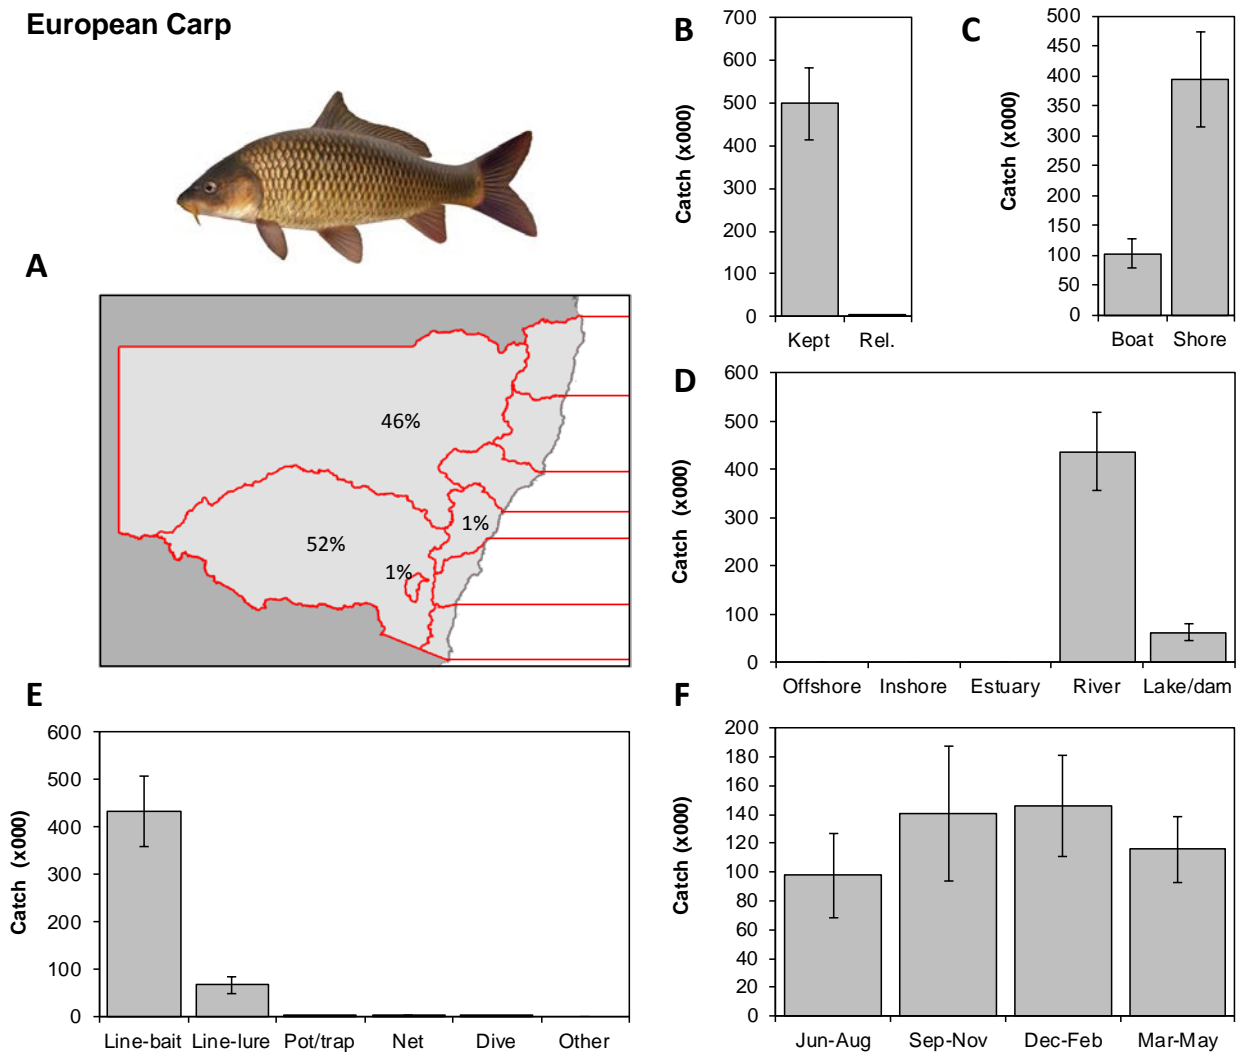 European Carp
A
46%
52%
1%
1%
B
Catch (x000)
700
600
500
400
300
200
100
0
Kept Rel.
C
Catch (x000)
500
450
400
350
300
250
200
150
100
50
0
Boat Shore
D
Catch (x000)
600
500
400
300
200
100
0
Offshore Inshore Estuary River Lake/dam
E
Catch (x000)
600
500
400
300
200
100
0
Line-bait Line-lure Pot/trap Net Dive Other
F
Catch (x000)
200
180
160
140
120
100
80
60
40
20
0
Jun-Aug Sep-Nov Dec-Feb Mar-May